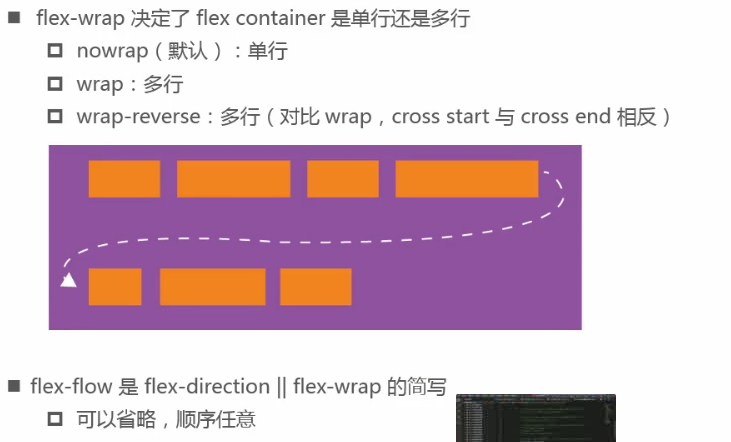 flex-wrap 决定了 flex container 是单行还是多行
nowrap（默认）：单行
wrap：多行
wrap-reverse：多行（对比 wrap，cross start 与 cross end 相反）
flex-flow 是 flex-direction || flex-wrap 的简写
可以省略，顺序任意